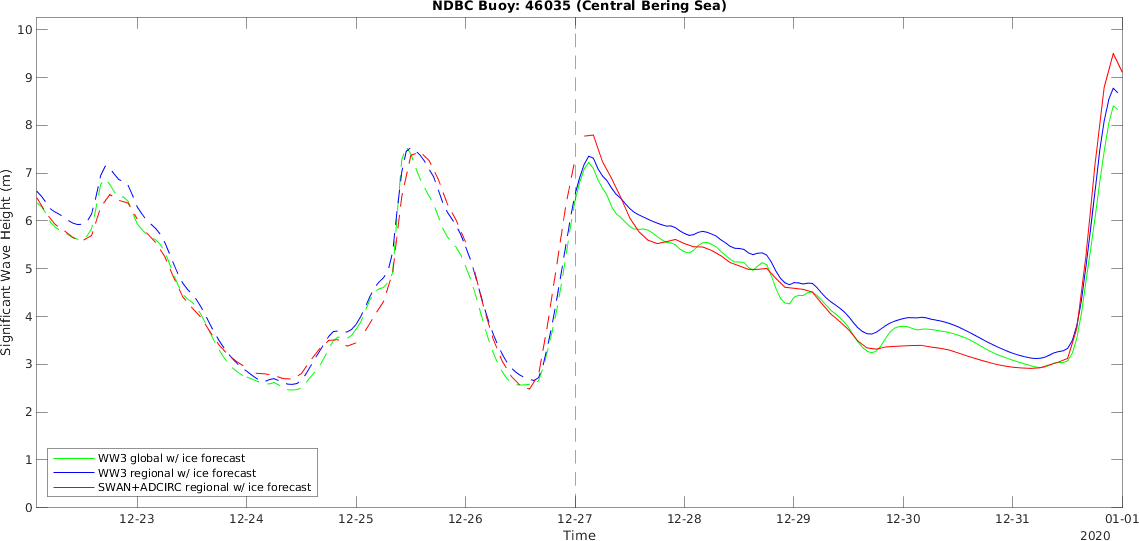 NDBC Buoy: 46035 (Central Bering Sea)
10
9
8
7
6
5
4
3
2
1
0
Significant Wave Height (m)
WW3 global w/ ice forecast
WW3 regional w/ ice forecast
SWAN+ADCIRC regional w/ ice forecast
12-23 12-24 12-25 12-26 12-27 12-28 12-29 12-30 12-31 01-01
Time 2020